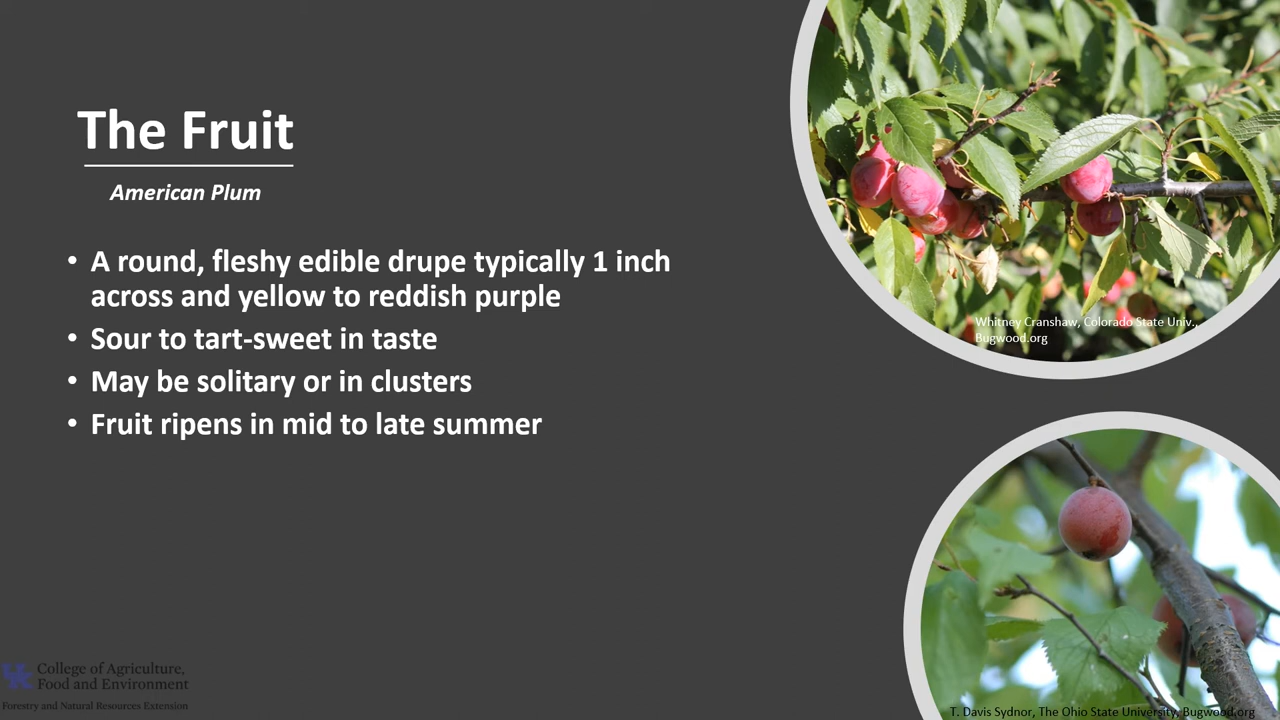 The Fruit
American Plum
• A round, fleshy edible drupe typically 1 inch
across and yellow to reddish purple
• Sour to tart-sweet in taste
• May be solitary or in clusters
• Fruit ripens in mid to late summer
Whitney Cranshaw, Colorado State Univ.,
Bugwood.org
T. Davis Sydnor, The Ohio State University, Bugwood.org
UK
College of Agriculture,
Food and Environment
Forestry and Natural Resources Extension